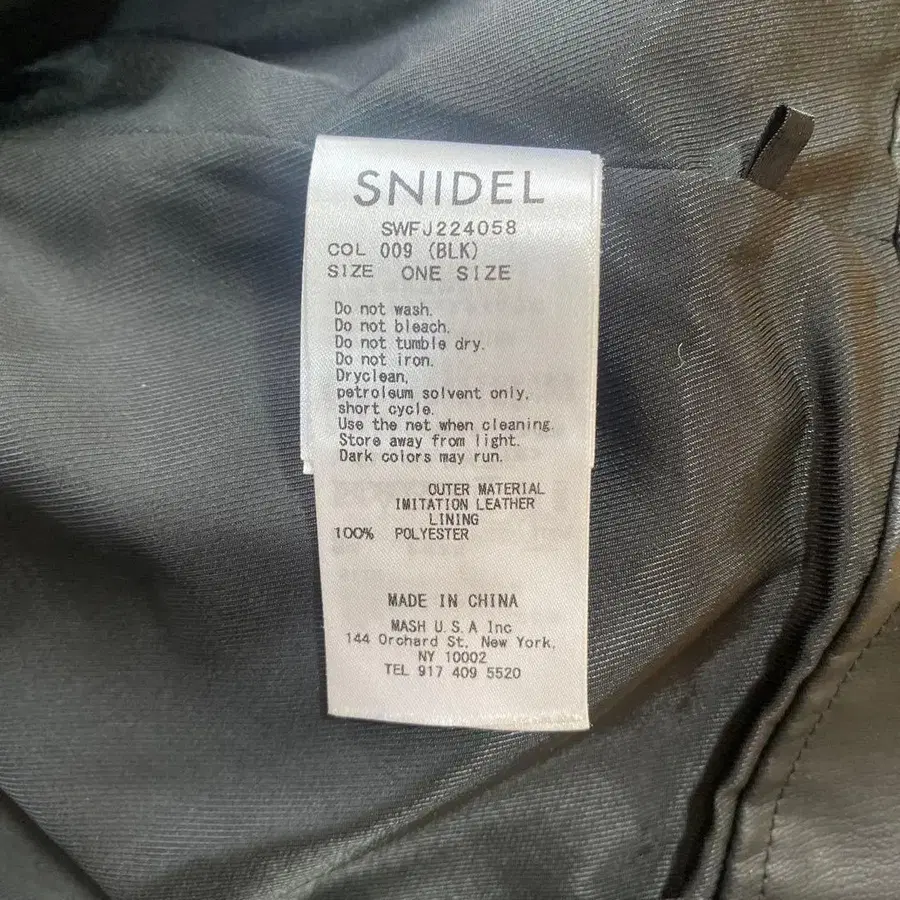 SNIDEL
SWFJ224058
COL 009 (BLK)
SIZE ONE SIZE
Do not wash.
Do not bleach.
Do not tumble dry.
Do not iron.
Dryclean,
petroleum solvent only,
short cycle.
Use the net when cleaning.
Store away from light.
Dark colors may run.
OUTER MATERIAL
IMITATION LEATHER
LINING
100% POLYESTER
MADE IN CHINA
MASH U.S.A Inc
144 Orchard St, New York,
NY 10002
TEL 917 409 5520